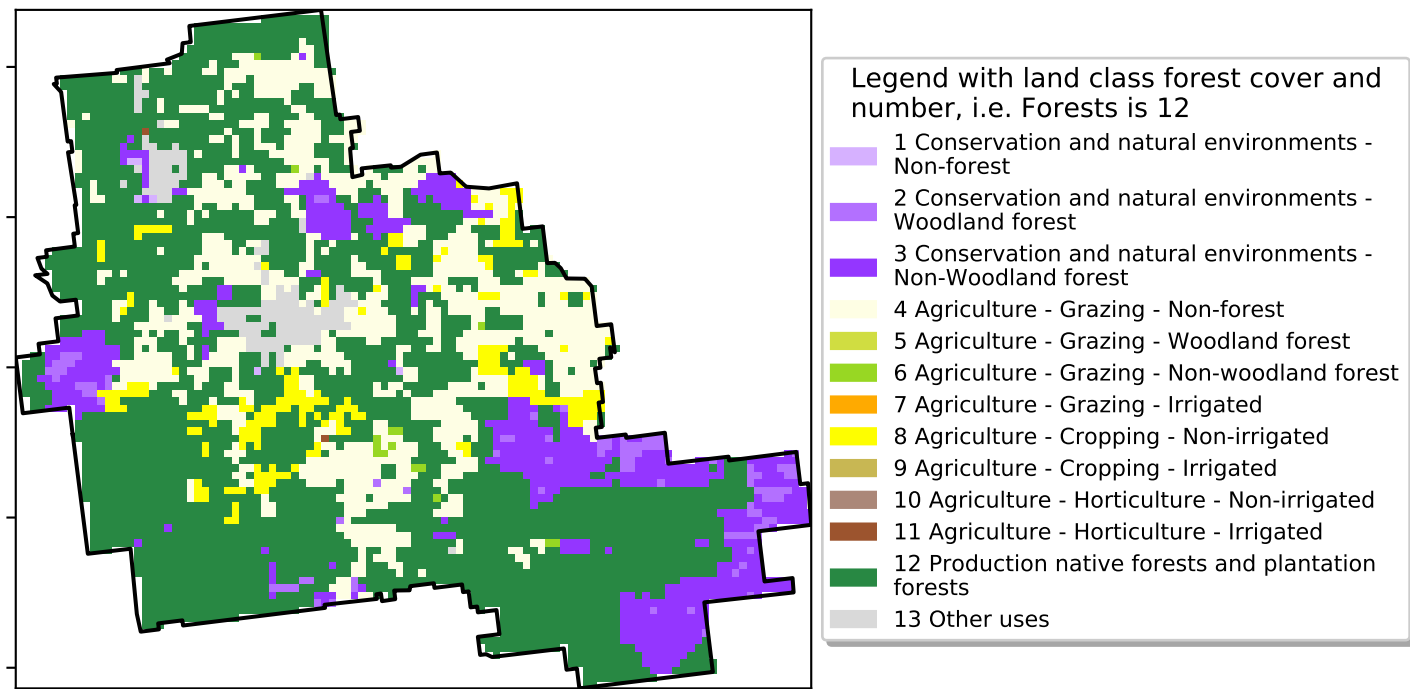 Legend with land class forest cover and
number, i.e. Forests is 12
1 Conservation and natural environments -
Non-forest
2 Conservation and natural environments -
Woodland forest
3 Conservation and natural environments -
Non-Woodland forest
4 Agriculture - Grazing - Non-forest
5 Agriculture - Grazing - Woodland forest
6 Agriculture - Grazing - Non-woodland forest
7 Agriculture - Grazing - Irrigated
8 Agriculture - Cropping - Non-irrigated
9 Agriculture - Cropping - Irrigated
10 Agriculture - Horticulture - Non-irrigated
11 Agriculture - Horticulture - Irrigated
12 Production native forests and plantation
forests
13 Other uses